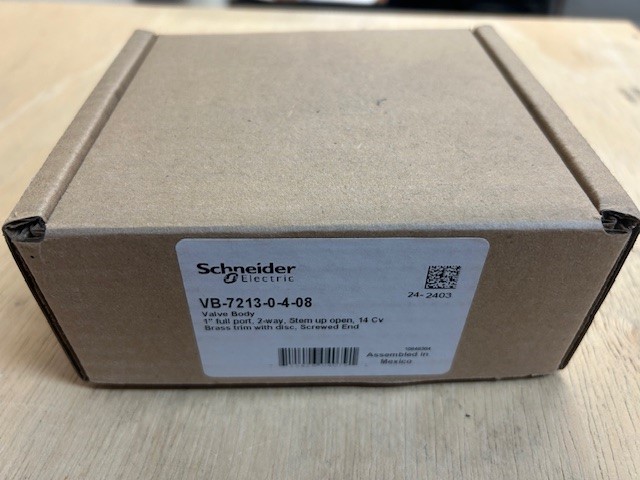 Schneider
Electric
24-2403
VB-7213-0-4-08
Valve Body
1" full port, 2-way, Stem up open, 14 Cv
Brass trim with disc, Screwed End
Assembled in
Mexico